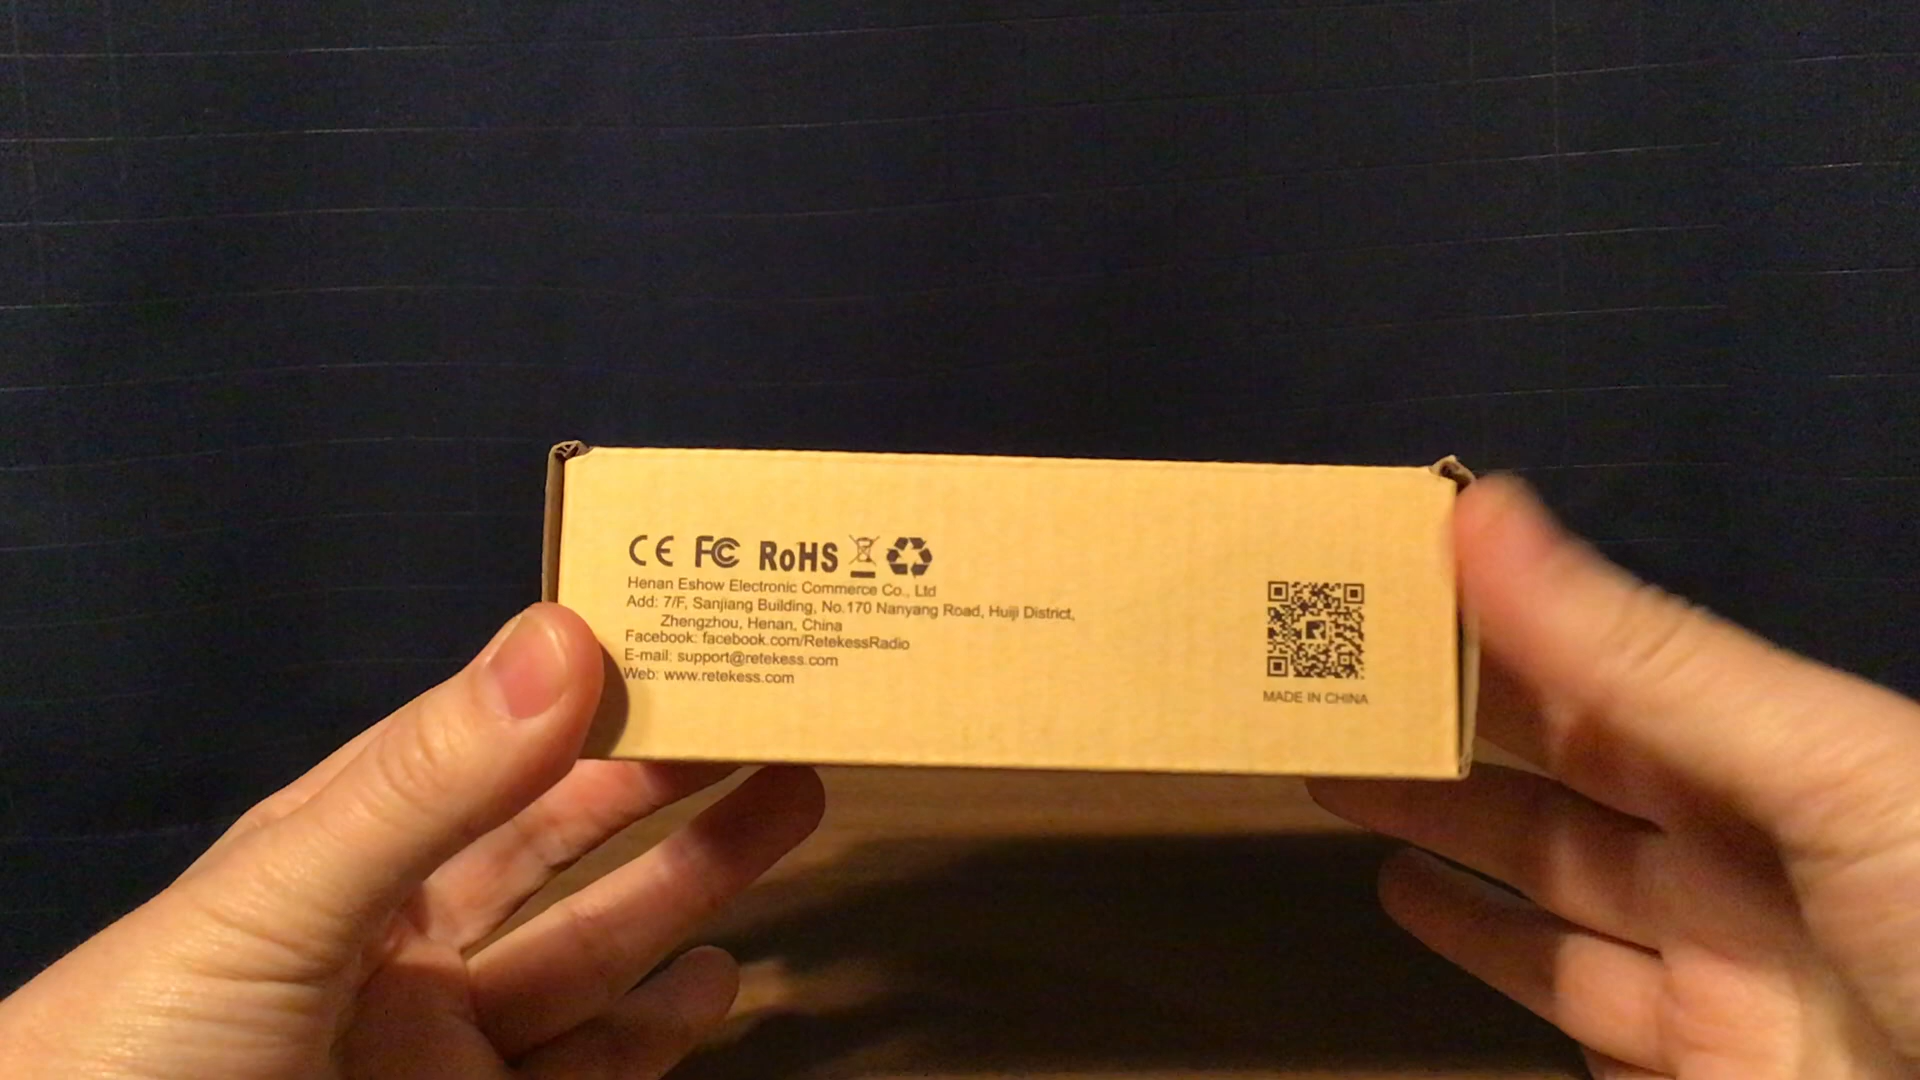 CE FC RoHS
Henan Eshow Electronic Commerce Co., Ltd
Add: 7/F, Sanjiang Building, No.170 Nanyang Road, Huiji District,
Zhengzhou, Henan, China
Facebook: facebook.com/RetekessRadio
E-mail: support@retekess.com
Web: www.retekess.com
R
MADE IN CHINA